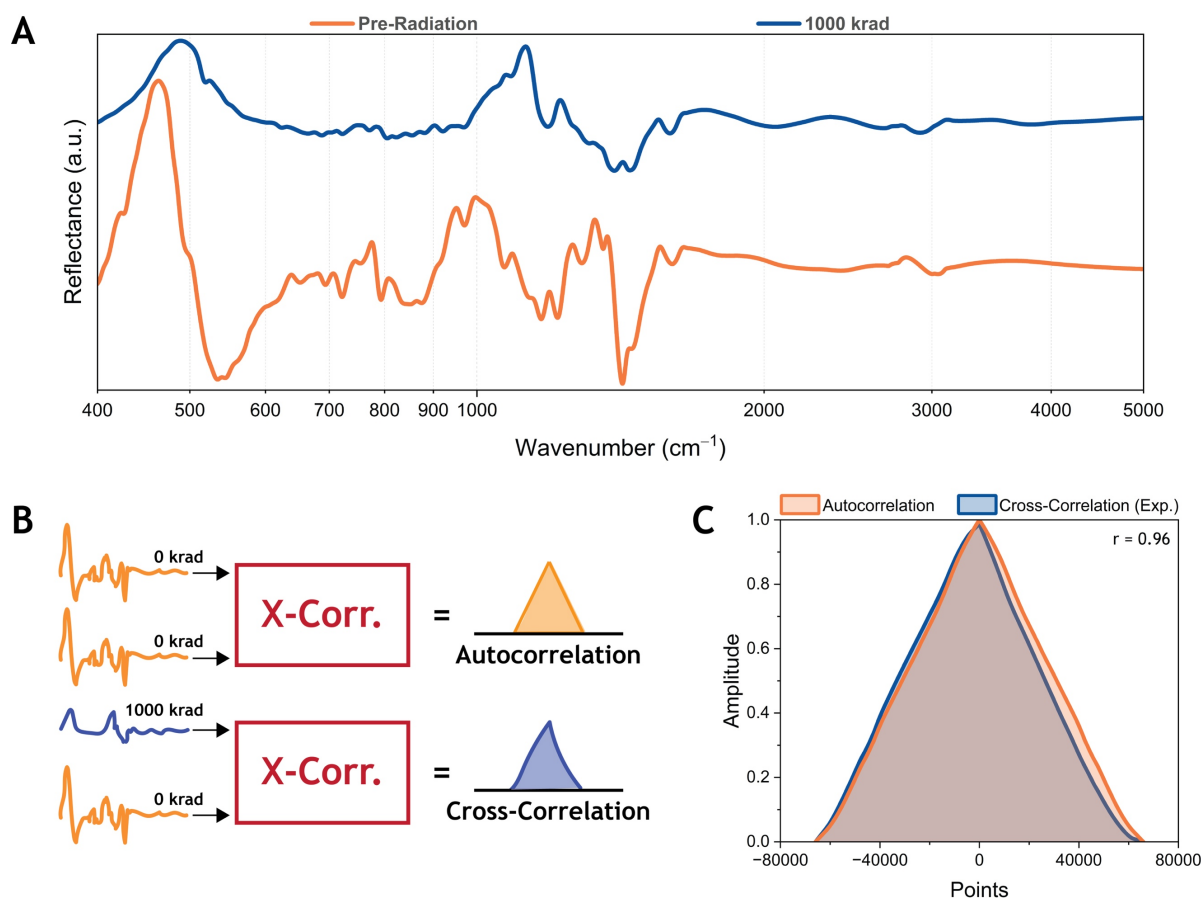 A
Pre-Radiation 1000 krad
Reflectance (a.u.)
400 500 600 700 800 900 1000 2000 3000 4000 5000
Wavenumber (cm⁻¹)
B
0 krad
X-Corr.
=
0 krad
Autocorrelation
1000 krad
X-Corr.
=
0 krad
Cross-Correlation
C
Autocorrelation Cross-Correlation (Exp.)
r = 0.96
1.0
0.8
0.6
0.4
0.2
0.0
Amplitude
−80000 −40000 0 40000 80000
Points